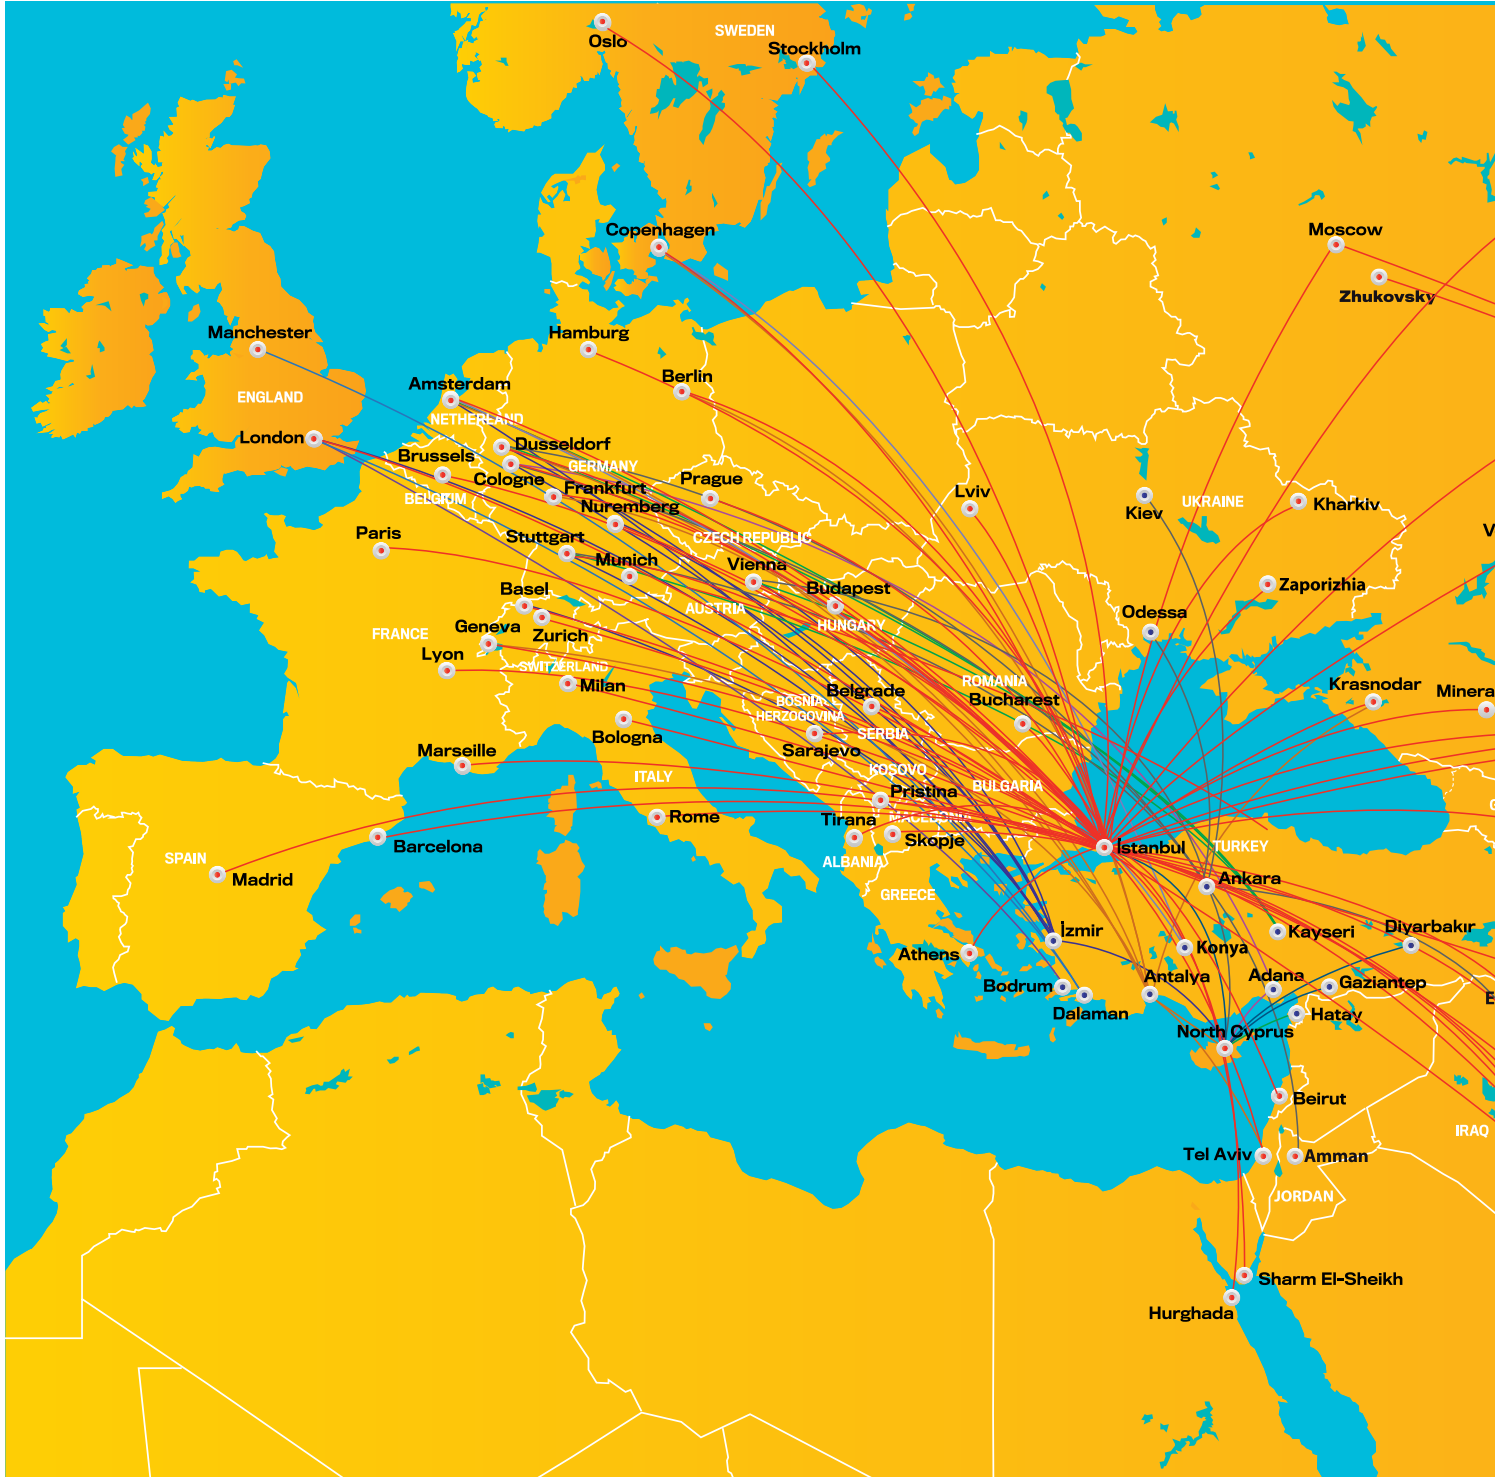 SWEDEN
Oslo
Stockholm
Copenhagen
Moscow
Zhukovsky
Manchester
Hamburg
Berlin
Amsterdam
ENGLAND
NETHERLAND
London
Dusseldorf
Brussels
GERMANY
Cologne
Prague
Frankfurt
BELGIUM
Nuremberg
Lviv
Kiev
UKRAINE
Kharkiv
Paris
Stuttgart
CZECH REPUBLIC
V
Munich
Vienna
Basel
Budapest
Zaporizhia
AUSTRIA
Odessa
Geneva
FRANCE
Zurich
HUNGARY
Lyon
SWITZERLAND
Milan
ROMANIA
Krasnodar
Minera
Belgrade
BOSNIA
HERZOGOVINA
Bucharest
Bologna
SERBIA
Sarajevo
Marseille
ITALY
KOSOVO
BULGARIA
Pristina
G
Rome
Tirana
MACEDONIA
Skopje
Barcelona
İstanbul
TURKEY
SPAIN
ALBANIA
Madrid
Ankara
GREECE
İzmir
Kayseri
Diyarbakır
Athens
Konya
Bodrum
Antalya
Adana
Gaziantep
E
Dalaman
Hatay
North Cyprus
Beirut
IRAQ
Tel Aviv
Amman
JORDAN
Sharm El-Sheikh
Hurghada